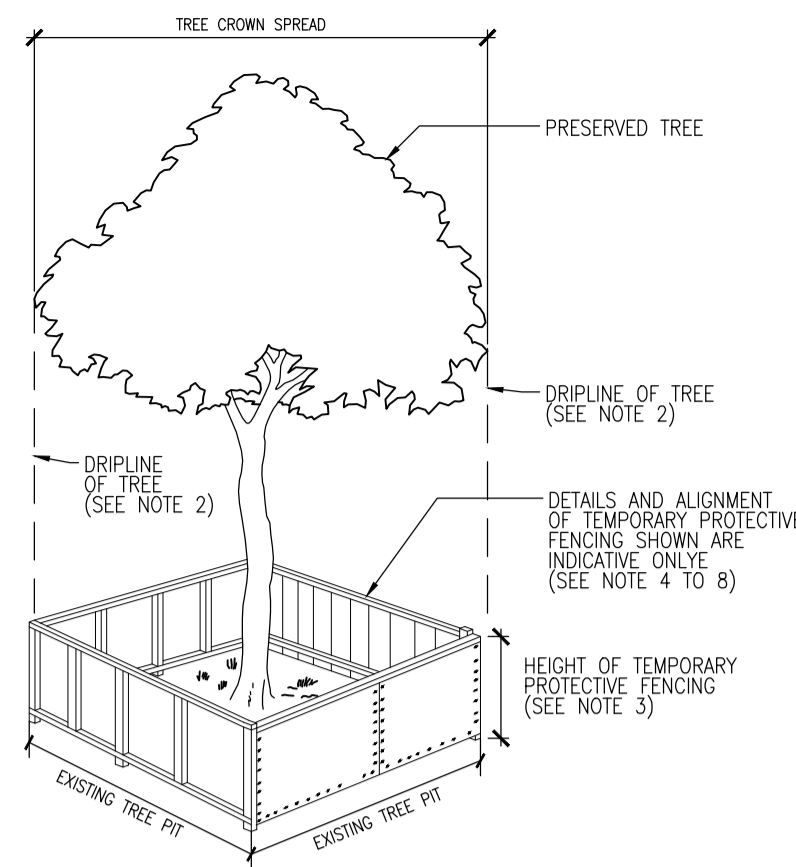 TREE CROWN SPREAD
PRESERVED TREE
DRIPLINE OF TREE
(SEE NOTE 2)
DRIPLINE
OF TREE
(SEE NOTE 2)
DETAILS AND ALIGNMENT
OF TEMPORARY PROTECTIVE
FENCING SHOWN ARE
INDICATIVE ONLYE
(SEE NOTE 4 TO 8)
HEIGHT OF TEMPORARY
PROTECTIVE FENCING
(SEE NOTE 3)
EXISTING TREE PIT
EXISTING TREE PIT